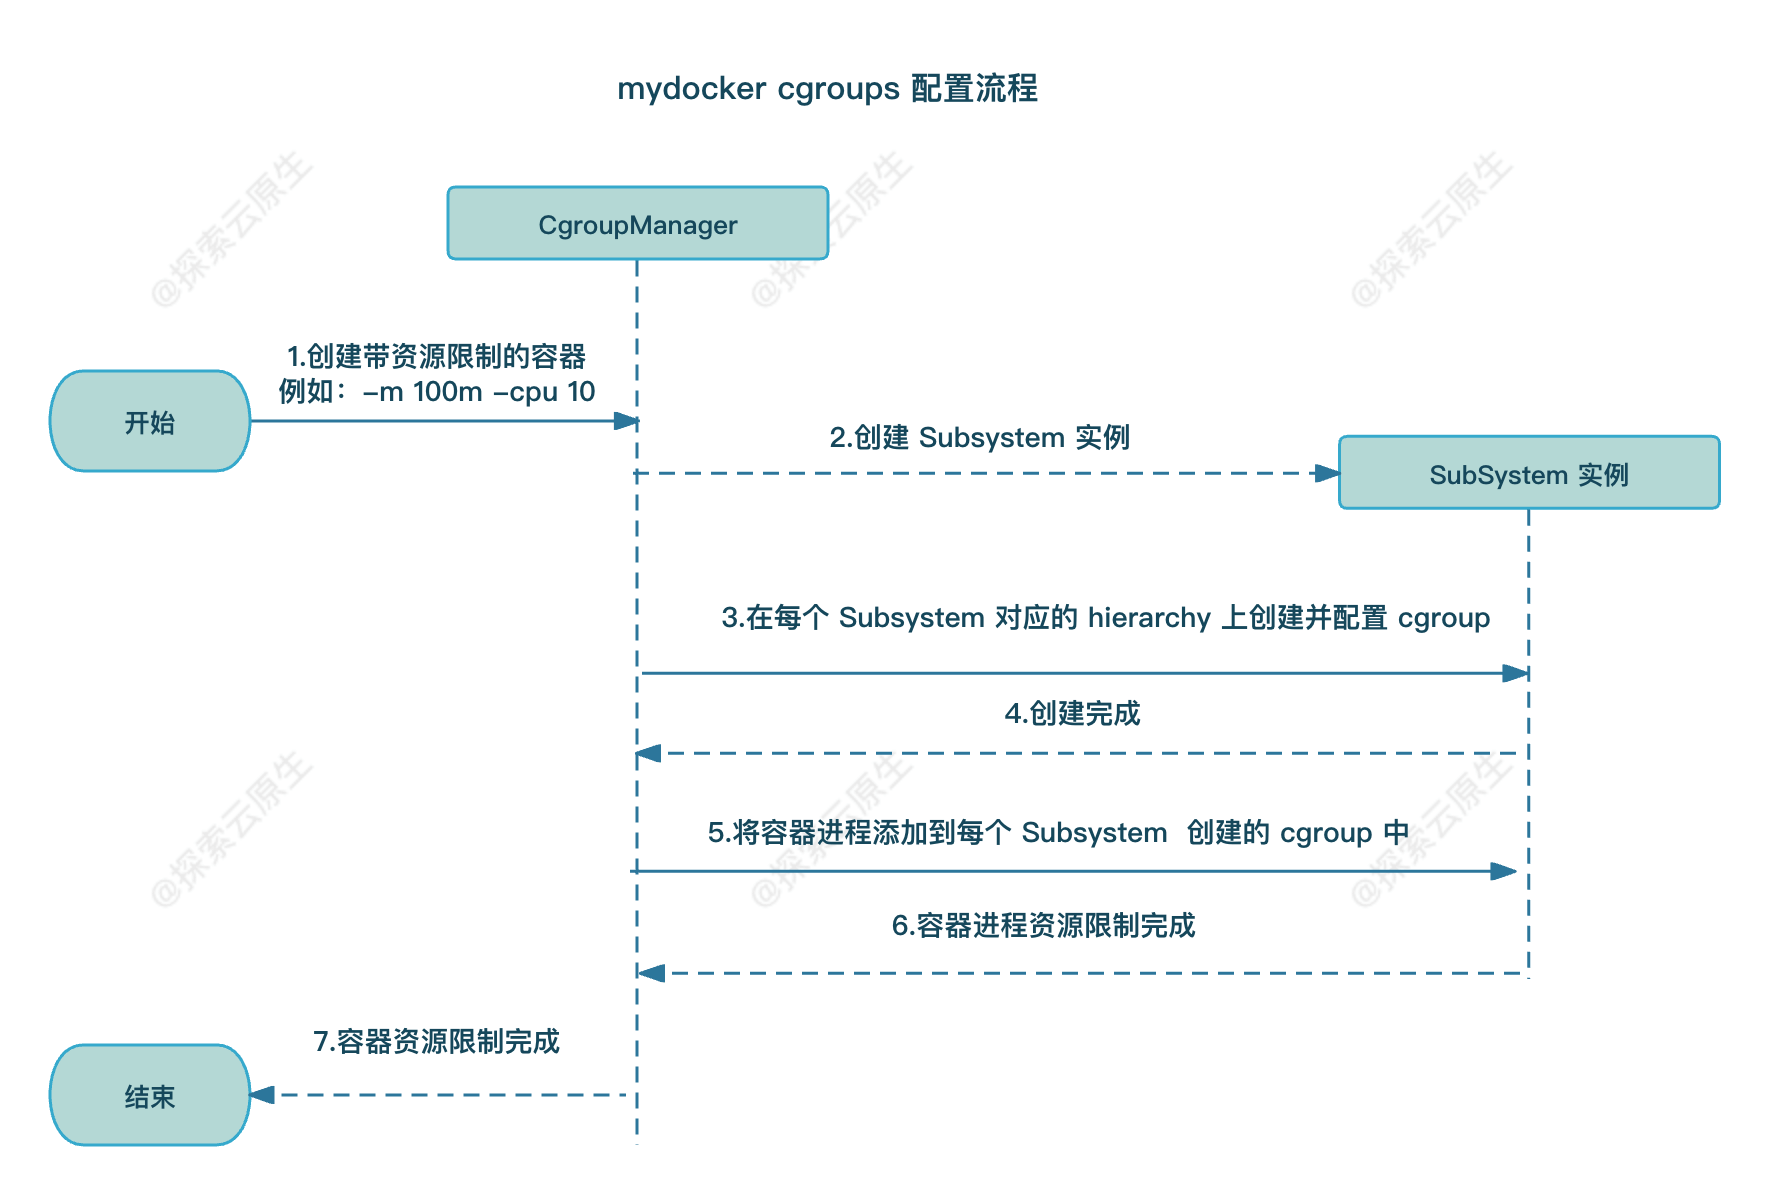 mydocker cgroups 配置流程
@探索云原生
@探索云原生
@探索云原生
CgroupManager
1.创建带资源限制的容器
例如：-m 100m -cpu 10
开始
2.创建 Subsystem 实例
SubSystem 实例
3.在每个 Subsystem 对应的 hierarchy 上创建并配置 cgroup
4.创建完成
@探索云原生
@探索云原生
@探索云原生
5.将容器进程添加到每个 Subsystem 创建的 cgroup 中
6.容器进程资源限制完成
7.容器资源限制完成
结束